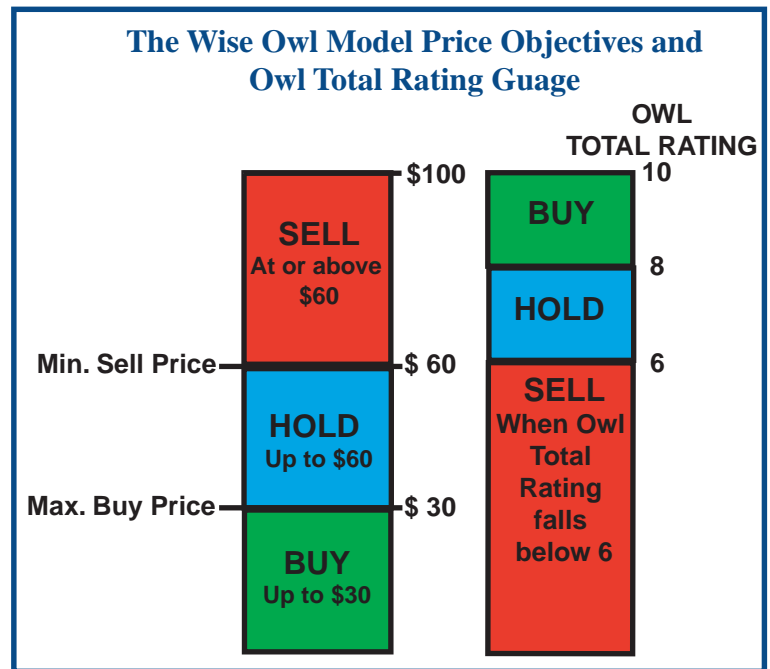 The Wise Owl Model Price Objectives and
Owl Total Rating Guage
OWL
TOTAL RATING
$100
SELL
At or above
$60
Min. Sell Price
$ 60
HOLD
Up to $60
Max. Buy Price
$ 30
BUY
Up to $30
10
BUY
8
HOLD
6
SELL
When Owl
Total
Rating
falls
below 6